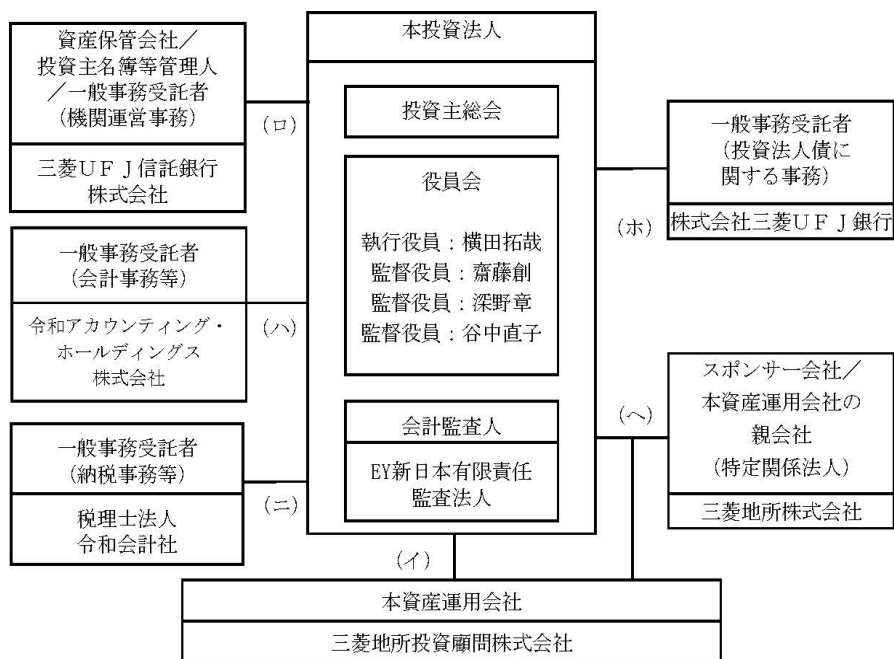 資産保管会社／
投資主名簿等管理人
／一般事務受託者
（機関運営事務）
三菱ＵＦＪ信託銀行
株式会社
（ロ）
一般事務受託者
（会計事務等）
令和アカウンティング・
ホールディングス
株式会社
（ハ）
一般事務受託者
（納税事務等）
税理士法人
令和会計社
（ニ）
本投資法人
投資主総会
役員会
執行役員：横田拓哉
監督役員：齋藤創
監督役員：深野章
監督役員：谷中直子
会計監査人
EY新日本有限責任
監査法人
（イ）
一般事務受託者
（投資法人債に
関する事務）
株式会社三菱ＵＦＪ銀行
（ホ）
スポンサー会社／
本資産運用会社の
親会社
（特定関係法人）
三菱地所株式会社
（ヘ）
本資産運用会社
三菱地所投資顧問株式会社